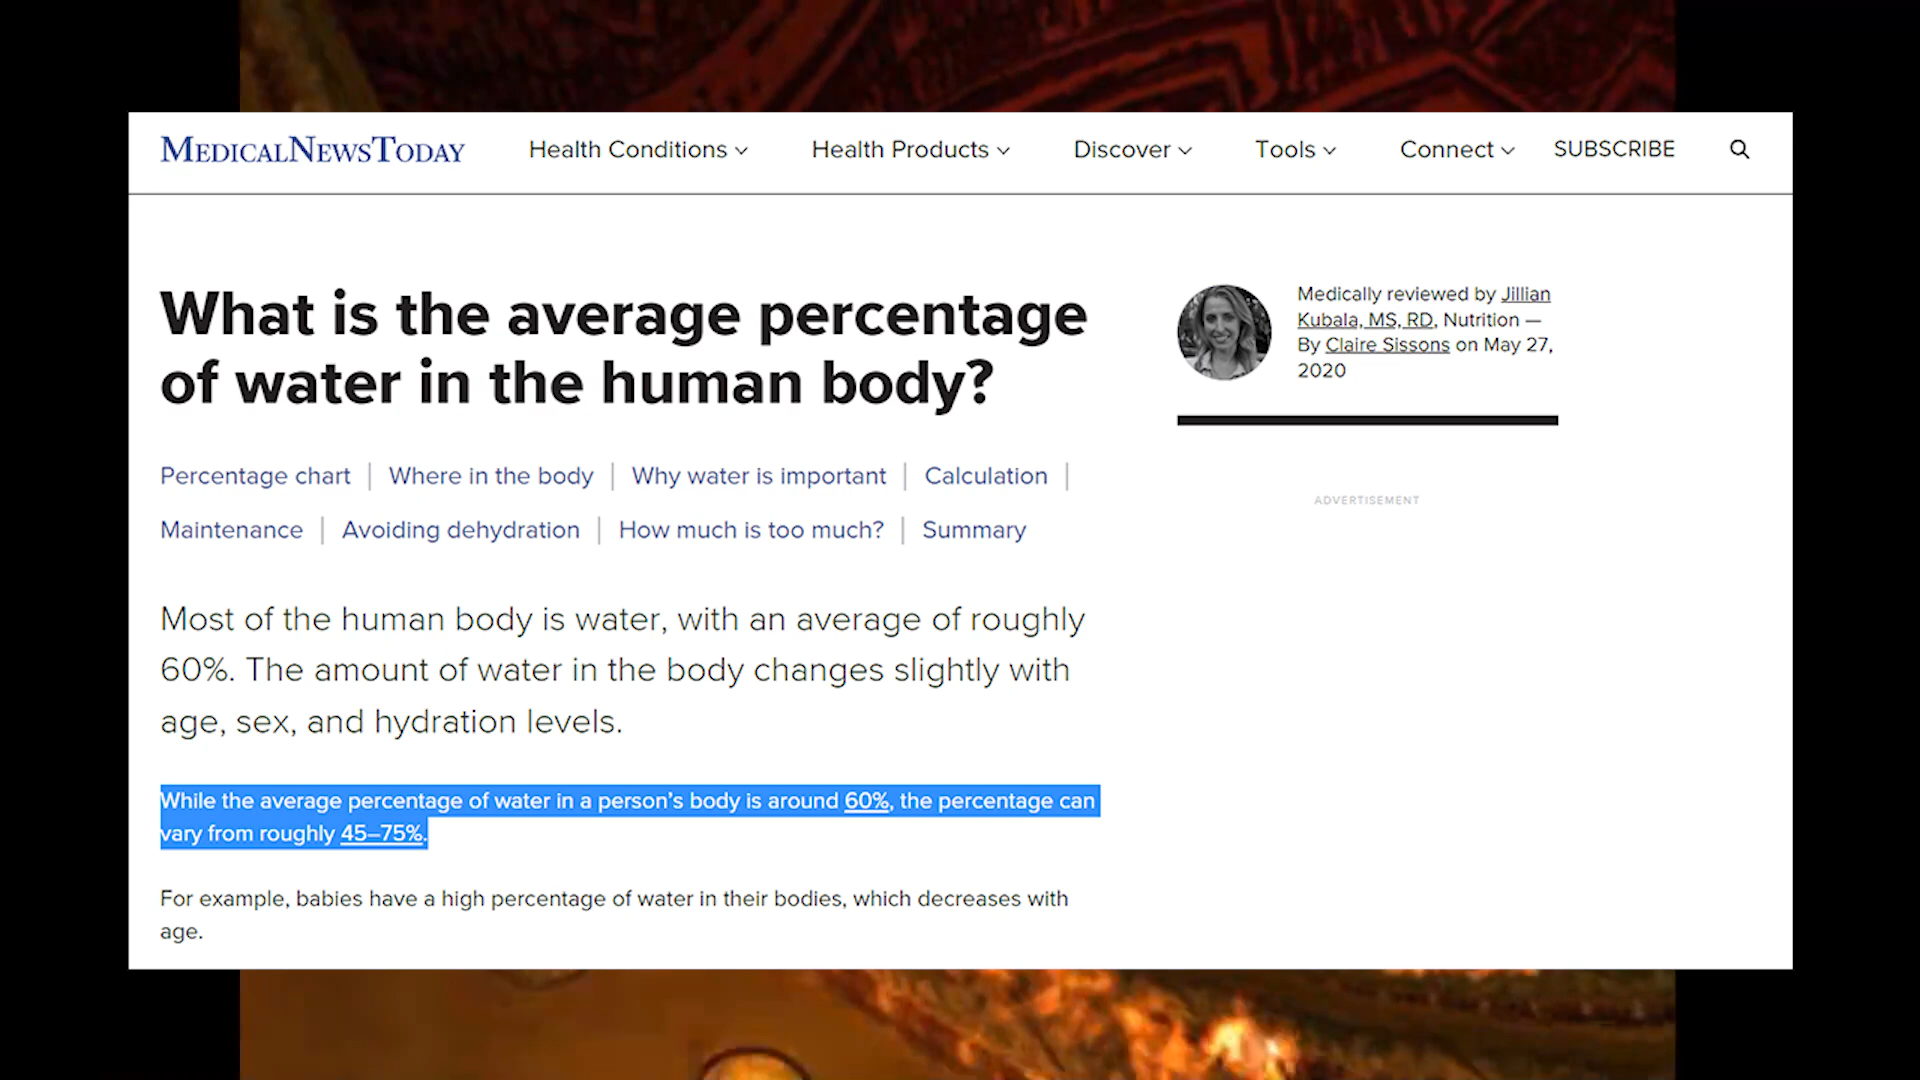 MEDICALNEWSTODAY Health Conditions Health Products Discover Tools Connect SUBSCRIBE
What is the average percentage
of water in the human body?
Medically reviewed by Jillian
Kubala, MS, RD, Nutrition —
By Claire Sissons on May 27,
2020
Percentage chart | Where in the body | Why water is important | Calculation |
Maintenance | Avoiding dehydration | How much is too much? | Summary
ADVERTISEMENT
Most of the human body is water, with an average of roughly
60%. The amount of water in the body changes slightly with
age, sex, and hydration levels.
While the average percentage of water in a person's body is around 60%, the percentage can
vary from roughly 45–75%.
For example, babies have a high percentage of water in their bodies, which decreases with
age.